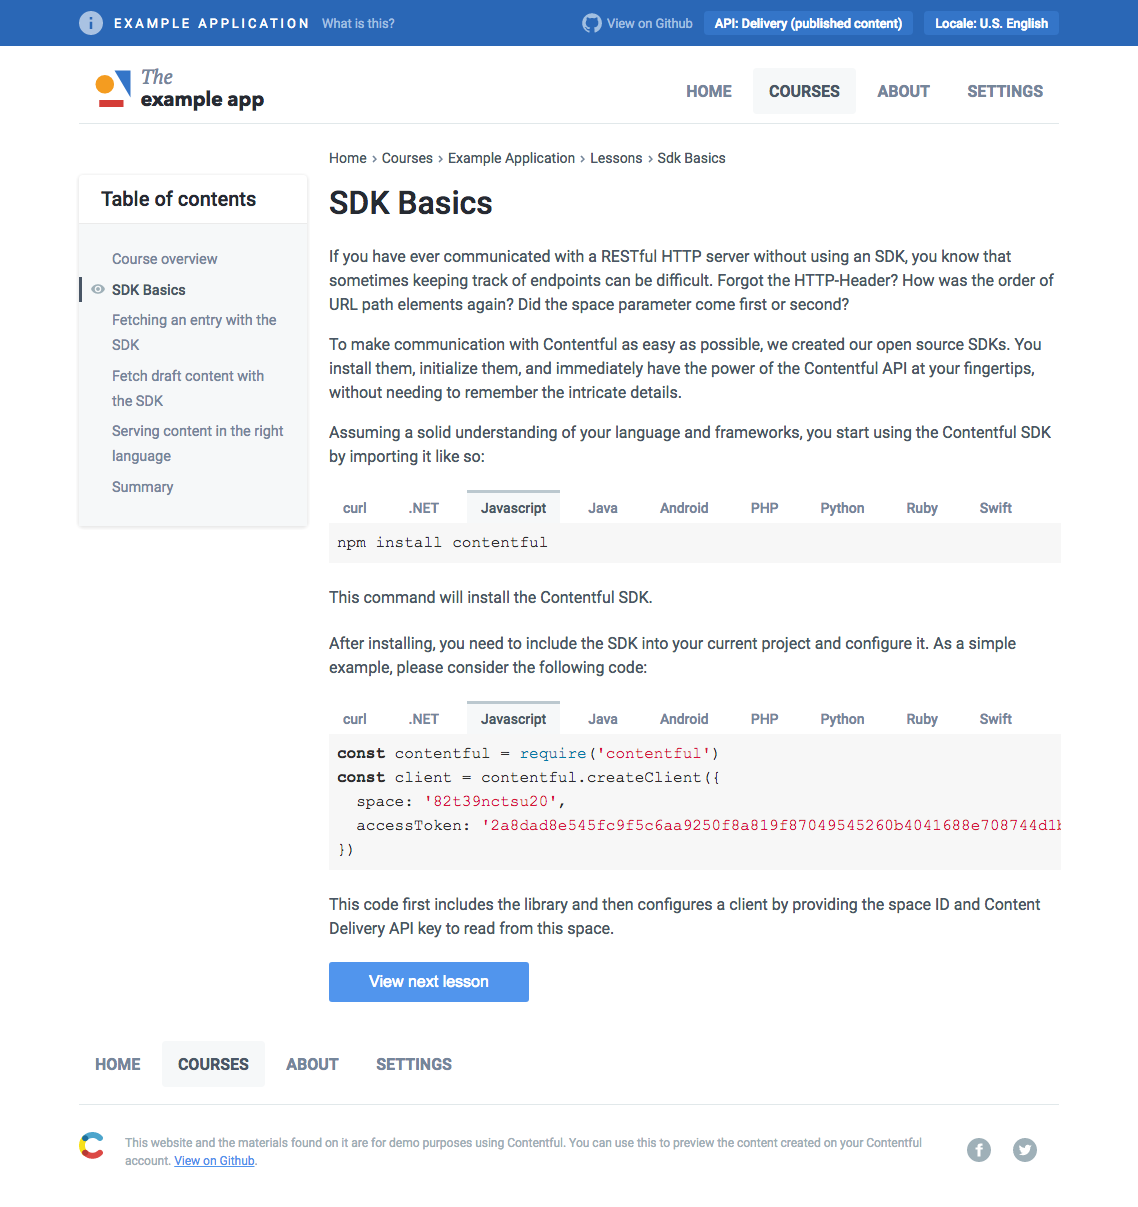 EXAMPLE APPLICATION What is this? View on Github API: Delivery (published content) Locale: U.S. English
The
example app
HOME COURSES ABOUT SETTINGS
Home › Courses › Example Application › Lessons › Sdk Basics
Table of contents
Course overview
SDK Basics
Fetching an entry with the
SDK
Fetch draft content with
the SDK
Serving content in the right
language
Summary
SDK Basics
If you have ever communicated with a RESTful HTTP server without using an SDK, you know that
sometimes keeping track of endpoints can be difficult. Forgot the HTTP-Header? How was the order of
URL path elements again? Did the space parameter come first or second?
To make communication with Contentful as easy as possible, we created our open source SDKs. You
install them, initialize them, and immediately have the power of the Contentful API at your fingertips,
without needing to remember the intricate details.
Assuming a solid understanding of your language and frameworks, you start using the Contentful SDK
by importing it like so:
curl .NET Javascript Java Android PHP Python Ruby Swift
npm install contentful
This command will install the Contentful SDK.
After installing, you need to include the SDK into your current project and configure it. As a simple
example, please consider the following code:
curl .NET Javascript Java Android PHP Python Ruby Swift
const contentful = require('contentful')
const client = contentful.createClient({
space: '82t39nctsu20',
accessToken: '2a8dad8e545fc9f5c6aa9250f8a819f87049545260b4041688e708744d1b
})
This code first includes the library and then configures a client by providing the space ID and Content
Delivery API key to read from this space.
View next lesson
HOME COURSES ABOUT SETTINGS
This website and the materials found on it are for demo purposes using Contentful. You can use this to preview the content created on your Contentful
account. View on Github.